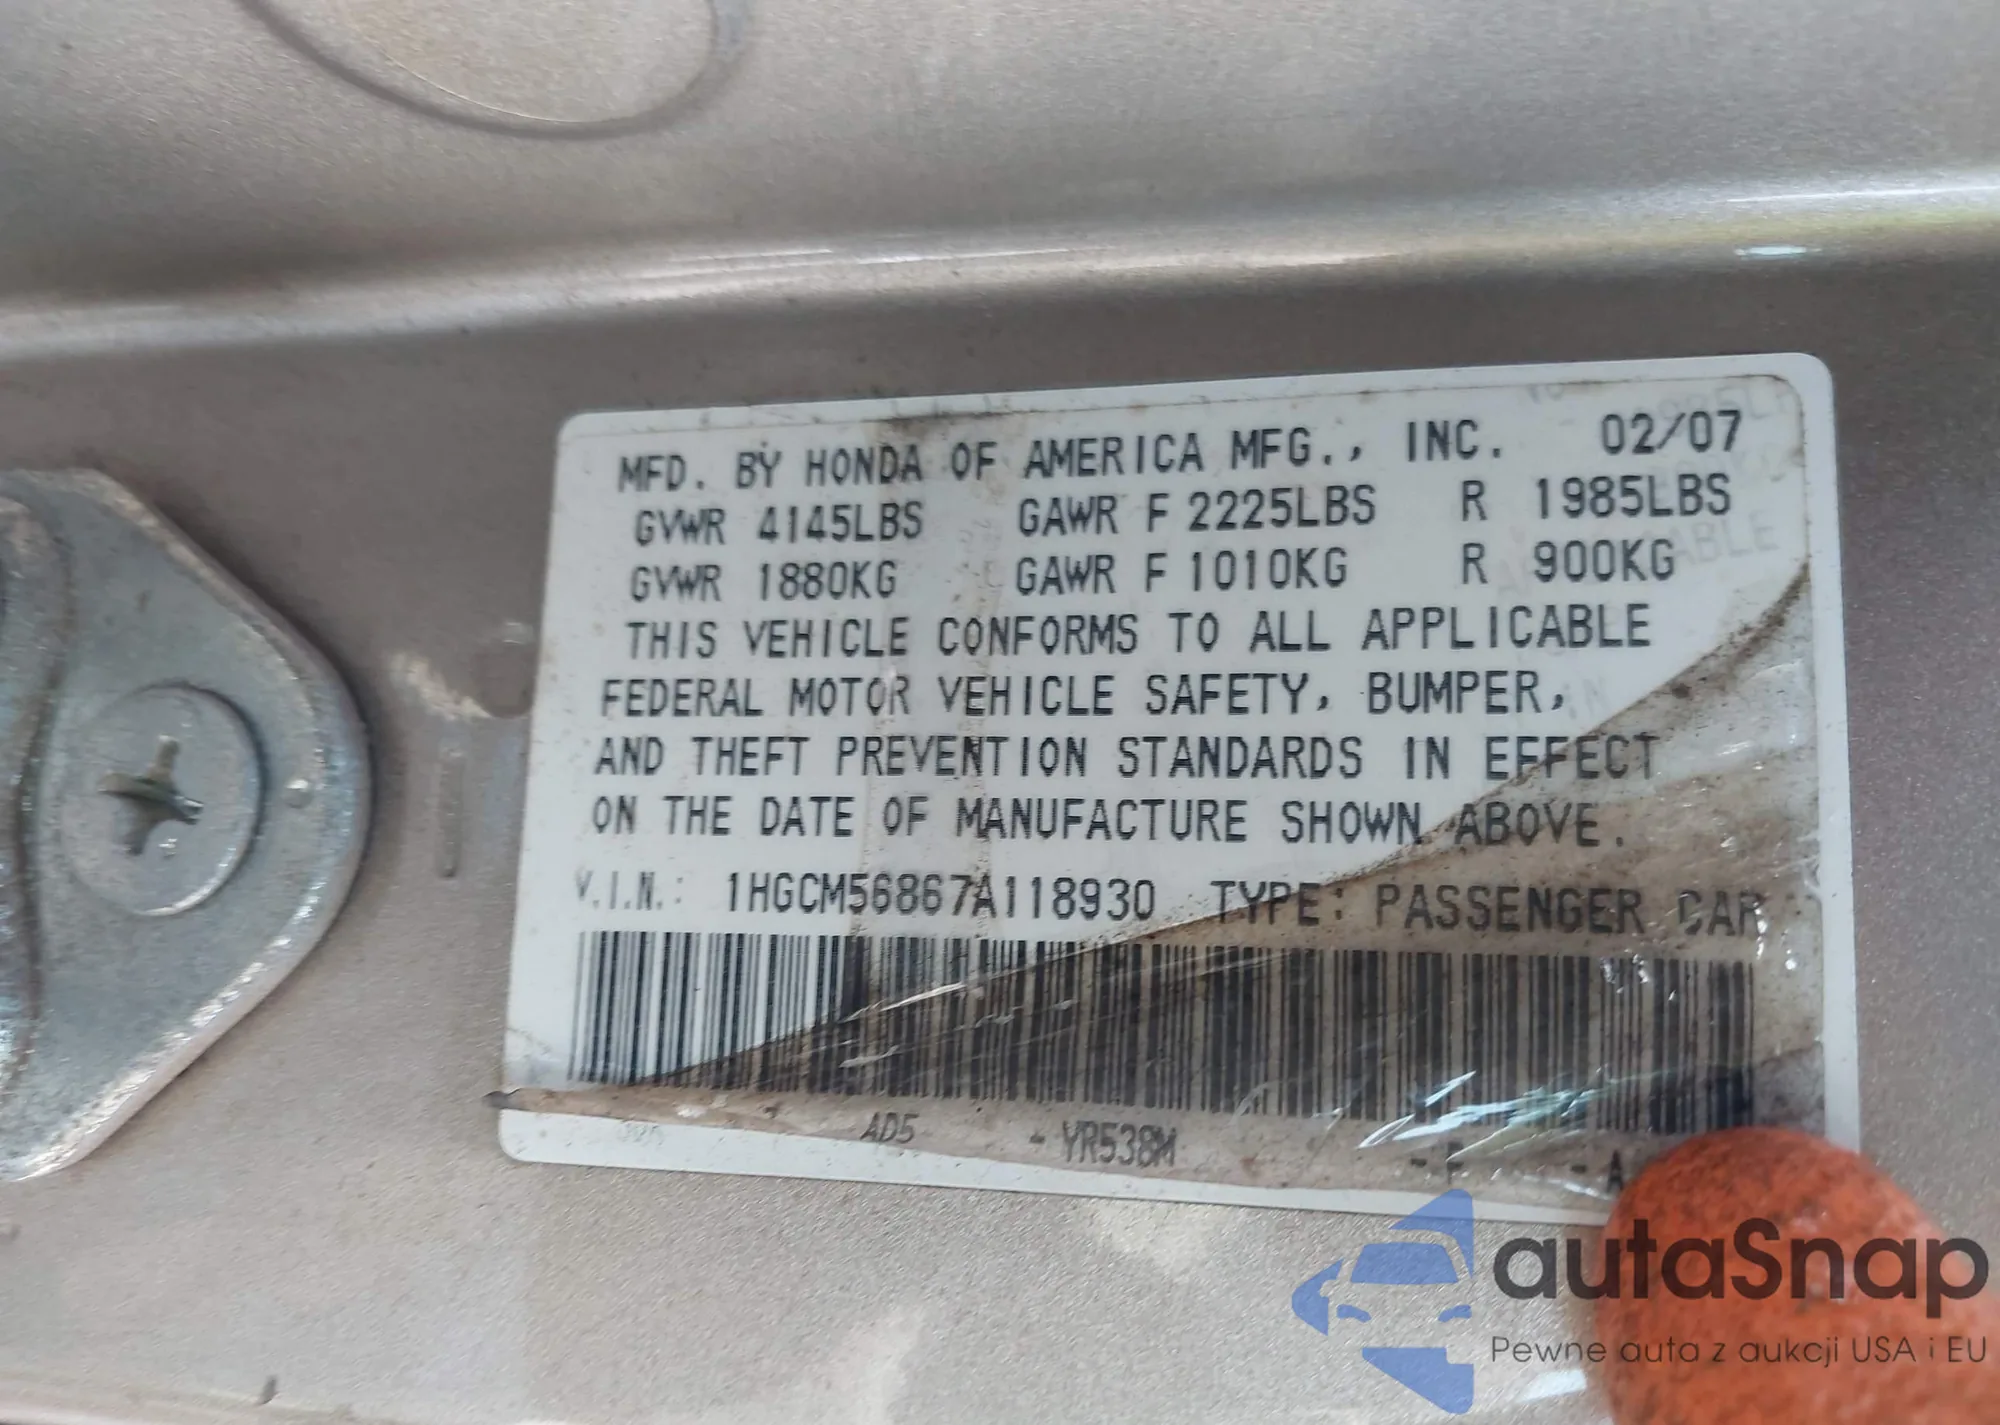 MFD. BY HONDA OF AMERICA MFG., INC. 02/07
GVWR 4145LBS GAWR F 2225LBS R 1985LBS
GVWR 1880KG GAWR F 1010KG R 900KG
THIS VEHICLE CONFORMS TO ALL APPLICABLE
FEDERAL MOTOR VEHICLE SAFETY, BUMPER,
AND THEFT PREVENTION STANDARDS IN EFFECT
ON THE DATE OF MANUFACTURE SHOWN ABOVE.
V.I.N.: 1HGCM56867A118930 TYPE: PASSENGER CAR
AD5 - YR538M - F - A
autaSnap
Pewne auta z aukcji USA i EU